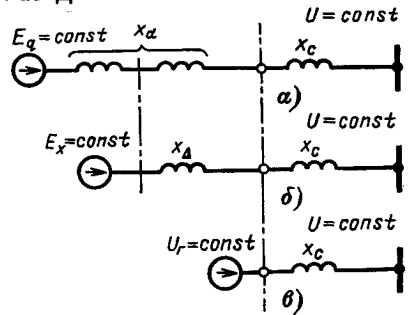 U = const
E_q = const
x_d
x_c
а)
U = const
E_x = const
x_Δ
x_c
б)
U = const
U_г = const
x_c
в)